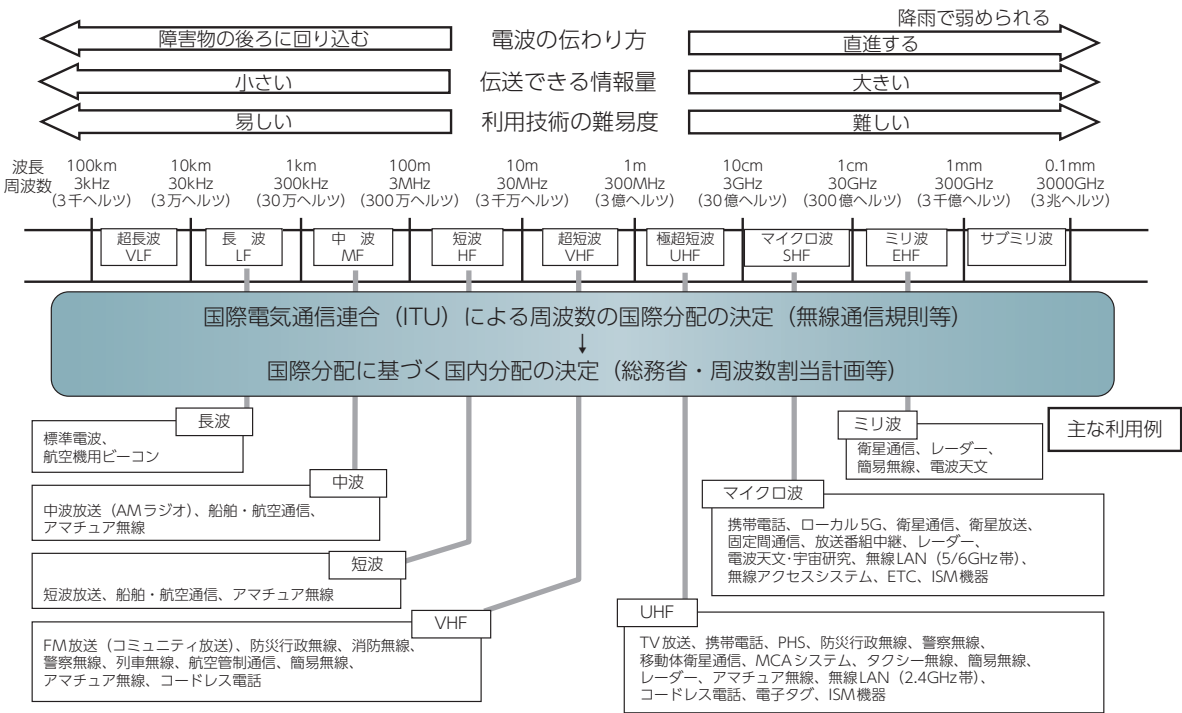 降雨で弱められる
障害物の後ろに回り込む 電波の伝わり方 直進する
小さい 伝送できる情報量 大きい
易しい 利用技術の難易度 難しい
波長 100km 10km 1km 100m 10m 1m 10cm 1cm 1mm 0.1mm
周波数 3kHz 30kHz 300kHz 3MHz 30MHz 300MHz 3GHz 30GHz 300GHz 3000GHz
(3千ヘルツ) (3万ヘルツ) (30万ヘルツ) (300万ヘルツ) (3千万ヘルツ) (3億ヘルツ) (30億ヘルツ) (300億ヘルツ) (3千億ヘルツ) (3兆ヘルツ)
超長波 長 波 中 波 短波 超短波 極超短波 マイクロ波 ミリ波 サブミリ波
VLF LF MF HF VHF UHF SHF EHF
国際電気通信連合（ITU）による周波数の国際分配の決定（無線通信規則等）
↓
国際分配に基づく国内分配の決定（総務省・周波数割当計画等）
長波
標準電波、
航空機用ビーコン
中波
中波放送（AMラジオ）、船舶・航空通信、
アマチュア無線
短波
短波放送、船舶・航空通信、アマチュア無線
VHF
FM放送（コミュニティ放送）、防災行政無線、消防無線、
警察無線、列車無線、航空管制通信、簡易無線、
アマチュア無線、コードレス電話
主な利用例
ミリ波
衛星通信、レーダー、
簡易無線、電波天文
マイクロ波
携帯電話、ローカル5G、衛星通信、衛星放送、
固定間通信、放送番組中継、レーダー、
電波天文・宇宙研究、無線LAN（5/6GHz帯）、
無線アクセスシステム、ETC、ISM機器
UHF
TV放送、携帯電話、PHS、防災行政無線、警察無線、
移動体衛星通信、MCAシステム、タクシー無線、簡易無線、
レーダー、アマチュア無線、無線LAN（2.4GHz帯）、
コードレス電話、電子タグ、ISM機器